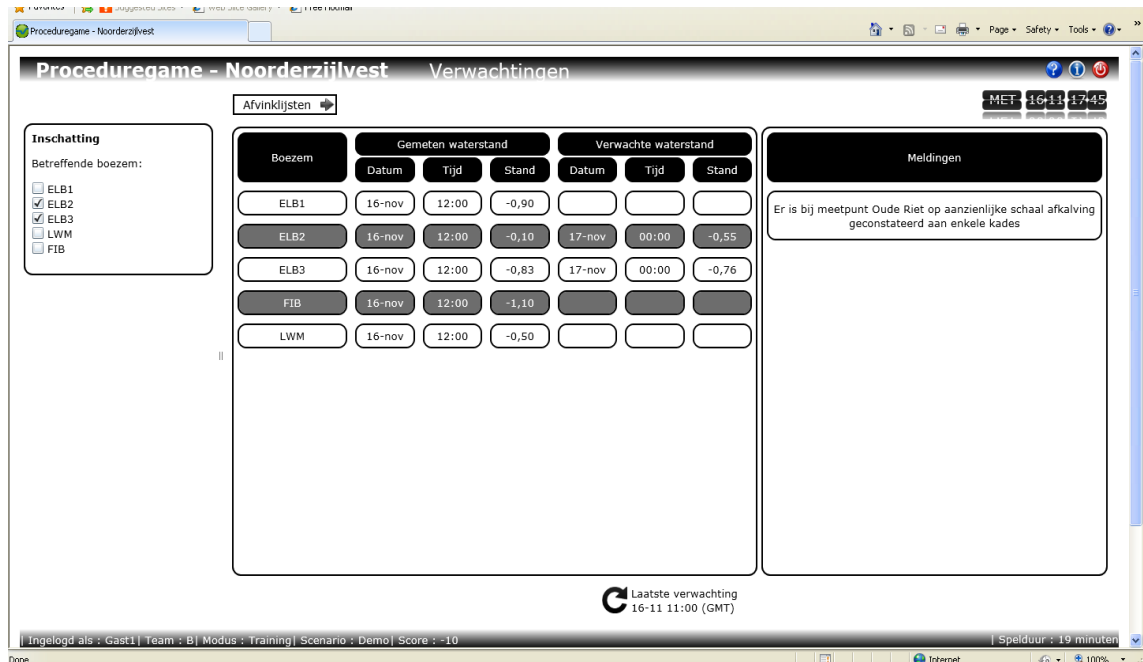 Favorites Suggested Sites Web Slice Gallery Free Hotmail
Proceduregame - Noorderzijlvest
Page Safety Tools »
Proceduregame - Noorderzijlvest Verwachtingen
Afvinklijsten
MET 16 11 17 45
Inschatting
Betreffende boezem:
ELB1
ELB2
ELB3
LWM
FIB
Boezem Gemeten waterstand Verwachte waterstand
Datum Tijd Stand Datum Tijd Stand
ELB1 16-nov 12:00 -0,90
ELB2 16-nov 12:00 -0,10 17-nov 00:00 -0,55
ELB3 16-nov 12:00 -0,83 17-nov 00:00 -0,76
FIB 16-nov 12:00 -1,10
LWM 16-nov 12:00 -0,50
Meldingen
Er is bij meetpunt Oude Riet op aanzienlijke schaal afkalving
geconstateerd aan enkele kades
Laatste verwachting
16-11 11:00 (GMT)
| Ingelogd als : Gast1| Team : B| Modus : Training| Scenario : Demo| Score : -10 | Spelduur : 19 minuten
Done Internet 100%